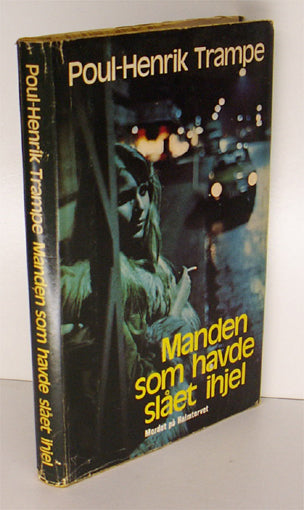 Poul-Henrik Trampe
Manden
som havde
slået ihjel
Mordet på Halmtorvet
Poul-Henrik Trampe Manden som havde slået ihjel